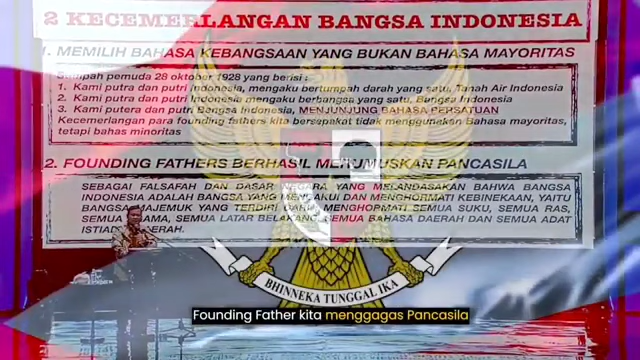 2 KECEMERLANGAN BANGSA INDONESIA
1. MEMILIH BAHASA KEBANGSAAN YANG BUKAN BAHASA MAYORITAS
Sumpah pemuda 28 oktober 1928 yang berisi :
1. Kami putra dan putri Indonesia, mengaku bertumpah darah yang satu, Tanah Air Indonesia
2. Kami putra dan putri Indonesia mengaku berbangsa yang satu, Bangsa Indonesia
3. Kami putera dan putri Bangsa Indonesia, MENJUNJUNG BAHASA PERSATUAN
Kecemerlangan para founding fathers kita bersepakat tidak menggunakan Bahasa mayoritas,
tetapi bahas minoritas
2. FOUNDING FATHERS BERHASIL MERUMUSKAN PANCASILA
SEBAGAI FALSAFAH DAN DASAR NEGARA YANG MELANDASKAN BAHWA BANGSA
INDONESIA ADALAH BANGSA YANG MENGAKUI DAN MENGHORMATI KEBINEKAAN, YAITU
BANGSA MAJEMUK YANG TERDIRI DARI, MENGHORMATI SEMUA SUKU, SEMUA RAS,
SEMUA AGAMA, SEMUA LATAR BELAKANG, SEMUA BAHASA DAERAH DAN SEMUA ADAT
ISTIADAT DAERAH.
BHINNEKA TUNGGAL IKA
Founding Father kita menggagas Pancasila